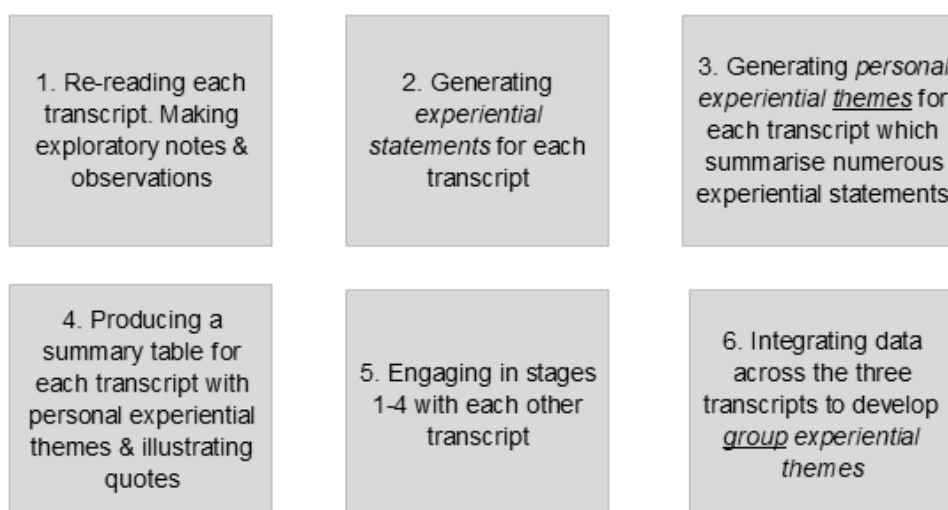 1. Re-reading each
transcript. Making
exploratory notes &
observations
2. Generating
experiential
statements for each
transcript
3. Generating personal
experiential themes for
each transcript which
summarise numerous
experiential statements
4. Producing a
summary table for
each transcript with
personal experiential
themes & illustrating
quotes
5. Engaging in stages
1-4 with each other
transcript
6. Integrating data
across the three
transcripts to develop
group experiential
themes